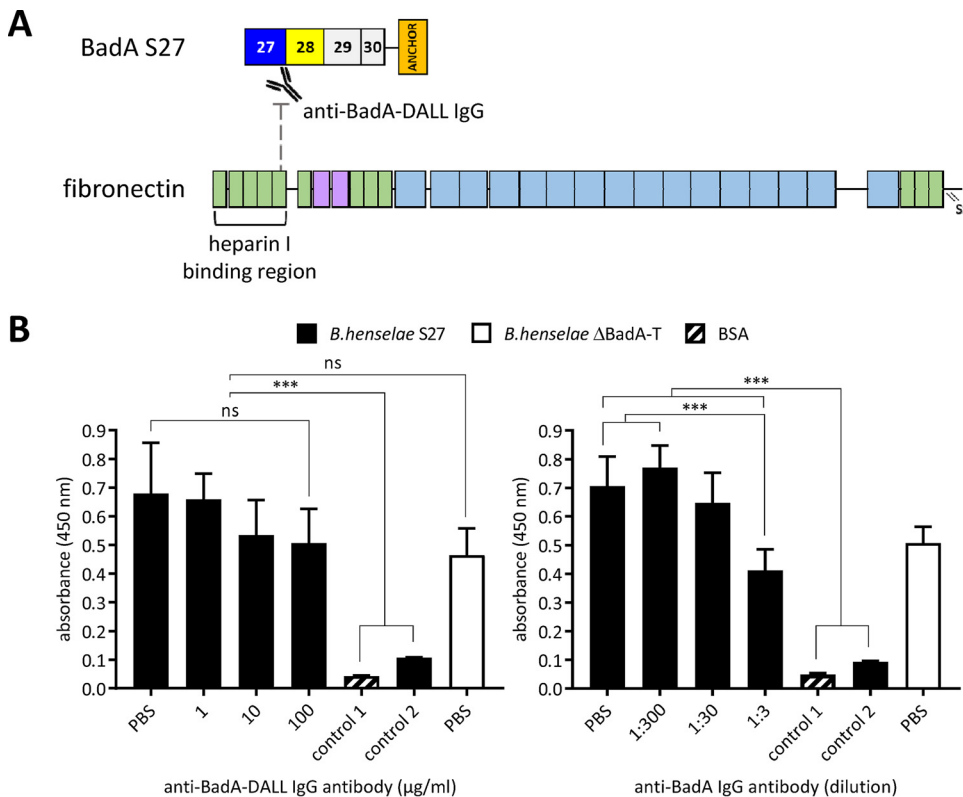 A
BadA S27
27 28 29 30 ANCHOR
anti-BadA-DALL IgG
fibronectin
s
heparin I
binding region
B
B.henselae S27 B.henselae ΔBadA-T BSA
ns
***
ns
absorbance (450 nm)
0.9
0.8
0.7
0.6
0.5
0.4
0.3
0.2
0.1
0.0
PBS 1 10 100 control 1 control 2 PBS
anti-BadA-DALL IgG antibody (µg/ml)
***
***
absorbance (450 nm)
0.9
0.8
0.7
0.6
0.5
0.4
0.3
0.2
0.1
0.0
PBS 1:300 1:30 1:3 control 1 control 2 PBS
anti-BadA IgG antibody (dilution)